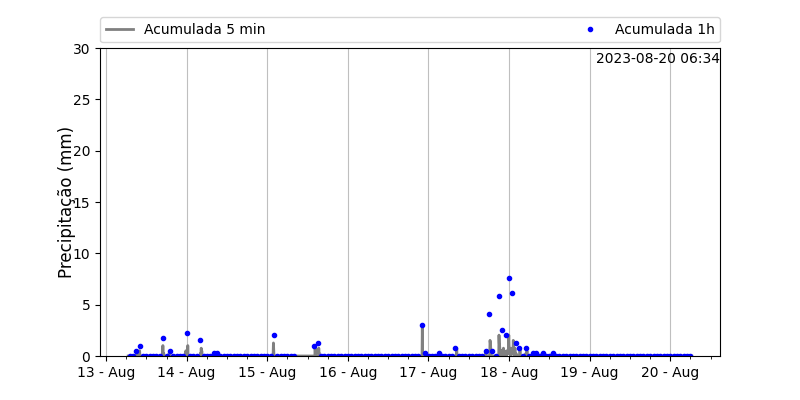 Acumulada 5 min
Acumulada 1h
2023-08-20 06:34
Precipitação (mm)
30
25
20
15
10
5
0
13 - Aug 14 - Aug 15 - Aug 16 - Aug 17 - Aug 18 - Aug 19 - Aug 20 - Aug